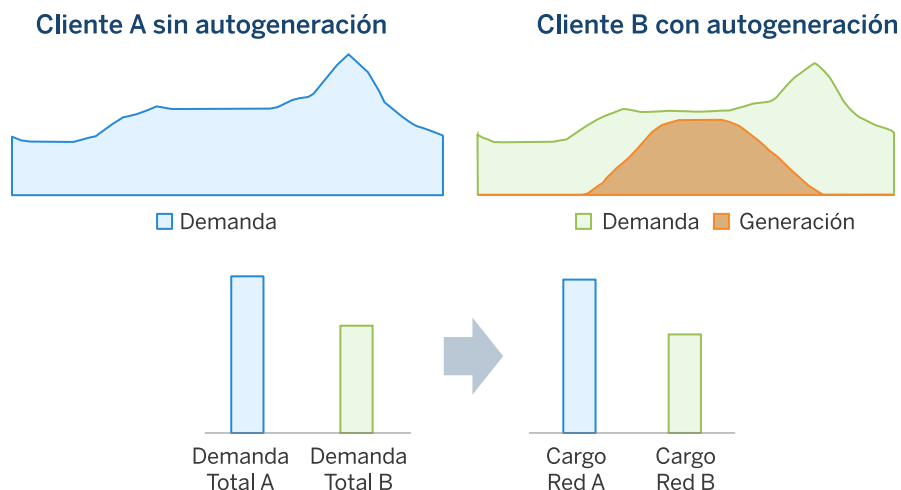 Cliente A sin autogeneración
Cliente B con autogeneración
Demanda
Demanda
Generación
Demanda
Total A
Demanda
Total B
Cargo
Red A
Cargo
Red B